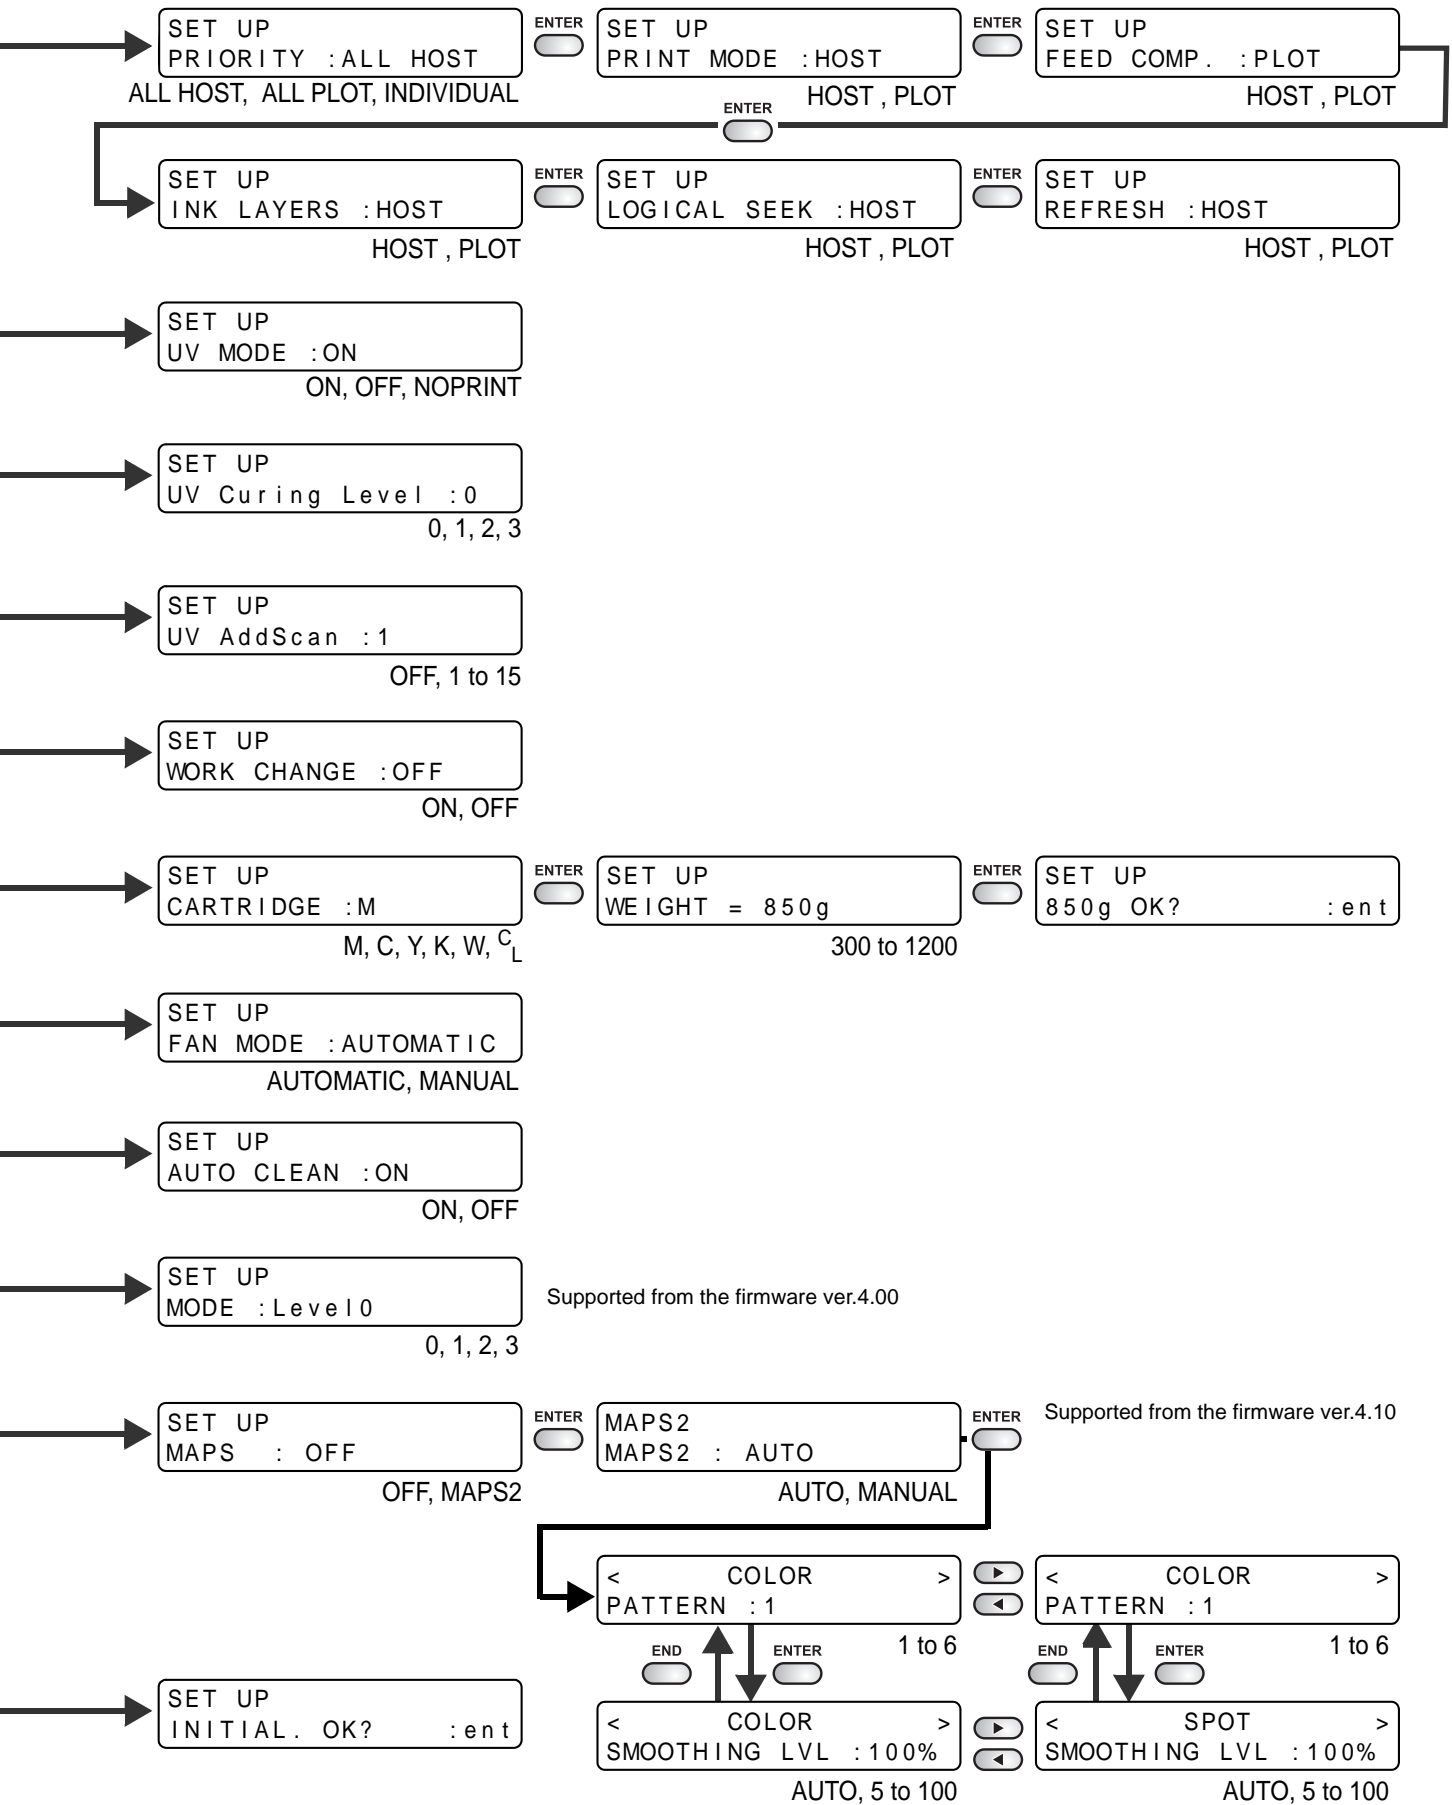 SET UP
PRIORITY :ALL HOST
ALL HOST, ALL PLOT, INDIVIDUAL
ENTER
SET UP
PRINT MODE :HOST
HOST , PLOT
ENTER
SET UP
FEED COMP. :PLOT
HOST , PLOT
ENTER
SET UP
INK LAYERS :HOST
HOST , PLOT
ENTER
SET UP
LOGICAL SEEK :HOST
HOST , PLOT
ENTER
SET UP
REFRESH :HOST
HOST , PLOT
SET UP
UV MODE :ON
ON, OFF, NOPRINT
SET UP
UV Curing Level :0
0, 1, 2, 3
SET UP
UV AddScan :1
OFF, 1 to 15
SET UP
WORK CHANGE :OFF
ON, OFF
SET UP
CARTRIDGE :M
M, C, Y, K, W, CL
ENTER
SET UP
WEIGHT = 850g
300 to 1200
ENTER
SET UP
850g OK? :ent
SET UP
FAN MODE :AUTOMATIC
AUTOMATIC, MANUAL
SET UP
AUTO CLEAN :ON
ON, OFF
SET UP
MODE :Level0
0, 1, 2, 3
Supported from the firmware ver.4.00
SET UP
MAPS : OFF
OFF, MAPS2
ENTER
MAPS2
MAPS2 : AUTO
AUTO, MANUAL
ENTER
Supported from the firmware ver.4.10
< COLOR >
PATTERN :1
1 to 6
< COLOR >
PATTERN :1
1 to 6
END
ENTER
END
ENTER
SET UP
INITIAL. OK? :ent
< COLOR >
SMOOTHING LVL :100%
AUTO, 5 to 100
< SPOT >
SMOOTHING LVL :100%
AUTO, 5 to 100